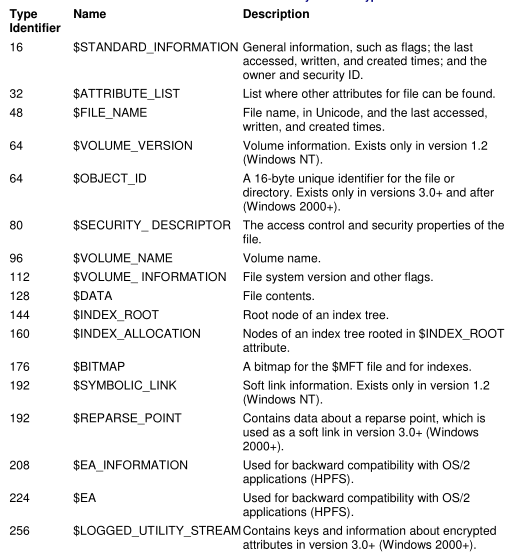 Type Identifier Name Description
16 $STANDARD_INFORMATION General information, such as flags; the last
accessed, written, and created times; and the
owner and security ID.
32 $ATTRIBUTE_LIST List where other attributes for file can be found.
48 $FILE_NAME File name, in Unicode, and the last accessed,
written, and created times.
64 $VOLUME_VERSION Volume information. Exists only in version 1.2
(Windows NT).
64 $OBJECT_ID A 16-byte unique identifier for the file or
directory. Exists only in versions 3.0+ and after
(Windows 2000+).
80 $SECURITY_ DESCRIPTOR The access control and security properties of the
file.
96 $VOLUME_NAME Volume name.
112 $VOLUME_ INFORMATION File system version and other flags.
128 $DATA File contents.
144 $INDEX_ROOT Root node of an index tree.
160 $INDEX_ALLOCATION Nodes of an index tree rooted in $INDEX_ROOT
attribute.
176 $BITMAP A bitmap for the $MFT file and for indexes.
192 $SYMBOLIC_LINK Soft link information. Exists only in version 1.2
(Windows NT).
192 $REPARSE_POINT Contains data about a reparse point, which is
used as a soft link in version 3.0+ (Windows
2000+).
208 $EA_INFORMATION Used for backward compatibility with OS/2
applications (HPFS).
224 $EA Used for backward compatibility with OS/2
applications (HPFS).
256 $LOGGED_UTILITY_STREAM Contains keys and information about encrypted
attributes in version 3.0+ (Windows 2000+).